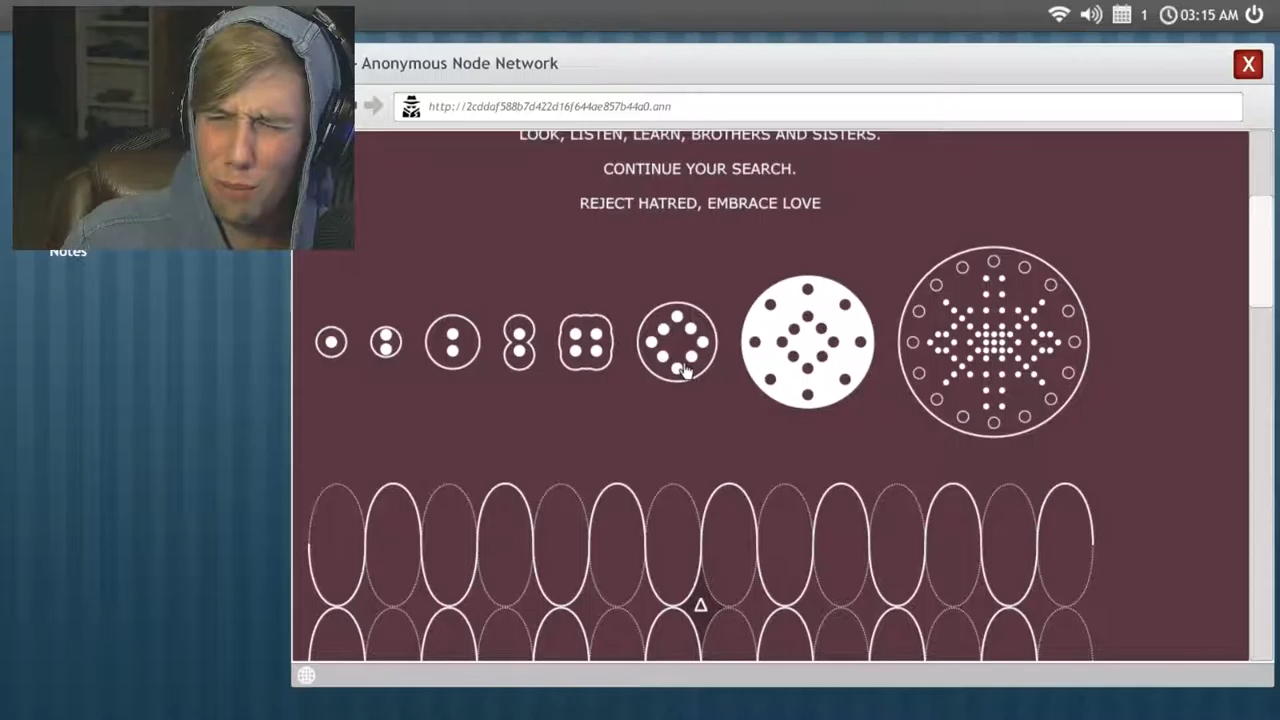 1
03:15 AM
- Anonymous Node Network
X
http://2cddaf588b7d422d16f644ae857b44a0.ann
LOOK, LISTEN, LEARN, BROTHERS AND SISTERS.
CONTINUE YOUR SEARCH.
REJECT HATRED, EMBRACE LOVE
Notes
Δ